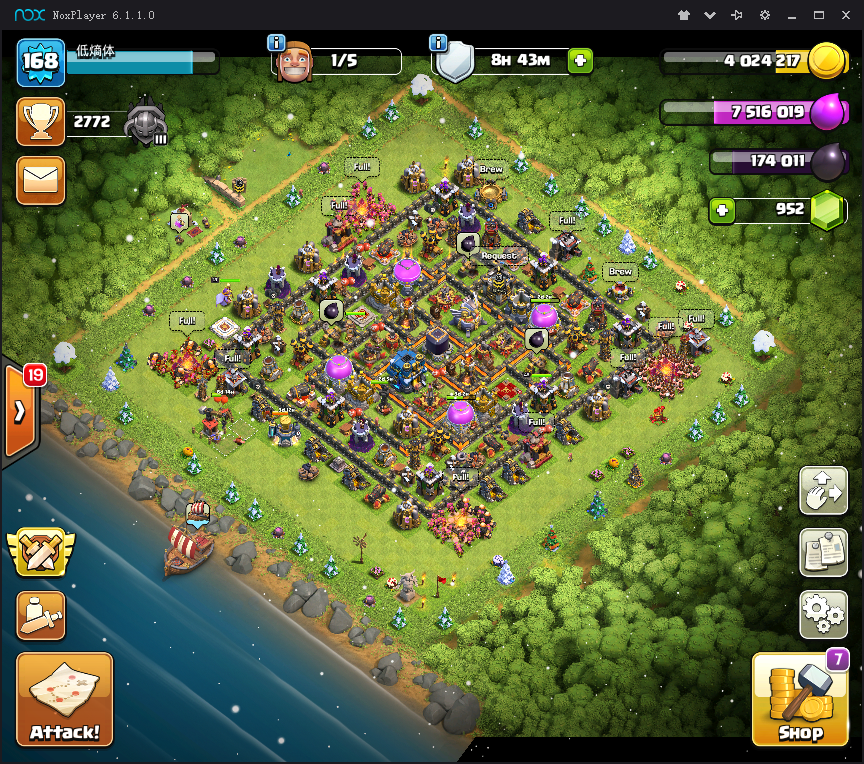 nox NoxPlayer 6.1.1.0
168
低熵体
1/5
8H 43M
4 024 217
2772
III
7 516 019
174 011
952
Full!
Brew
Full!
Full!
Request
Brew
Full!
Full!
Full!
Full!
Full!
19
Full!
Full!
7
Attack!
Shop